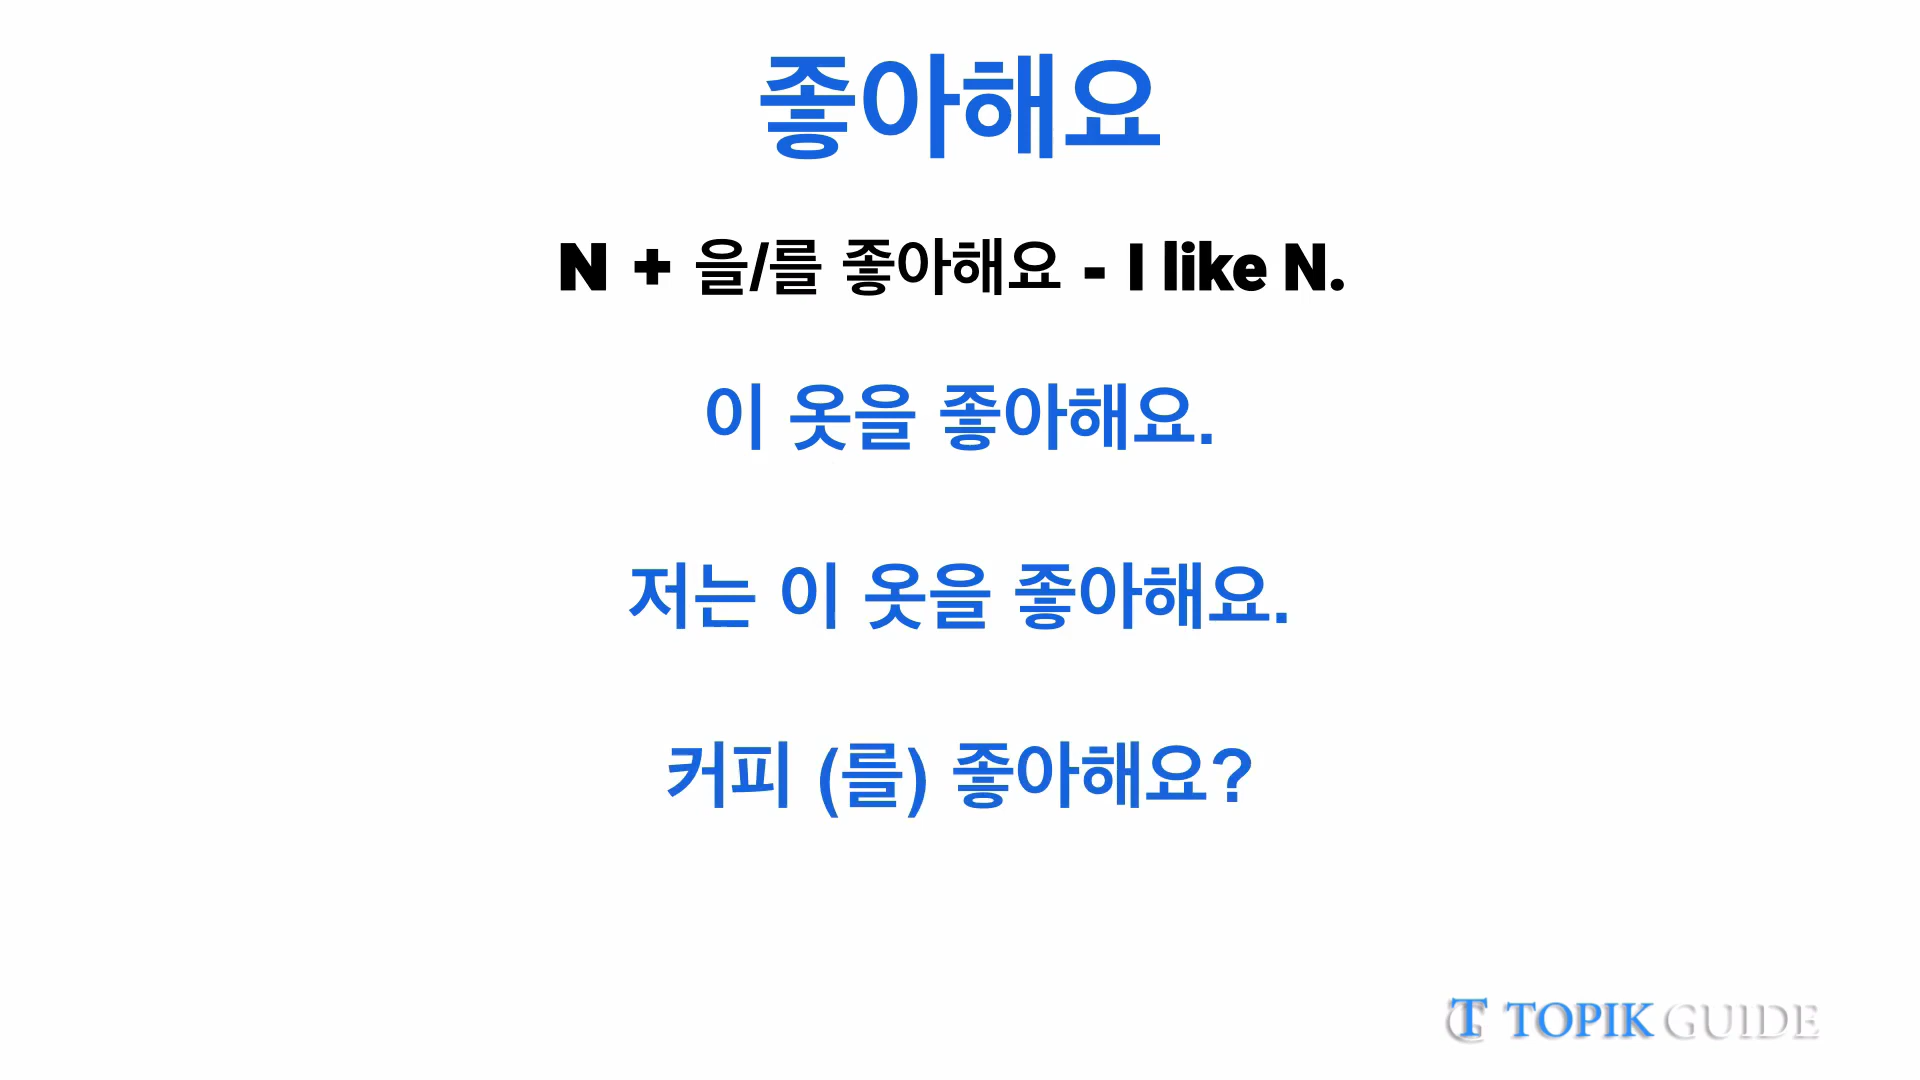 좋아해요
N + 을/를 좋아해요 - I like N.
이 옷을 좋아해요.
저는 이 옷을 좋아해요.
커피 (를) 좋아해요?
TOPIK GUIDE